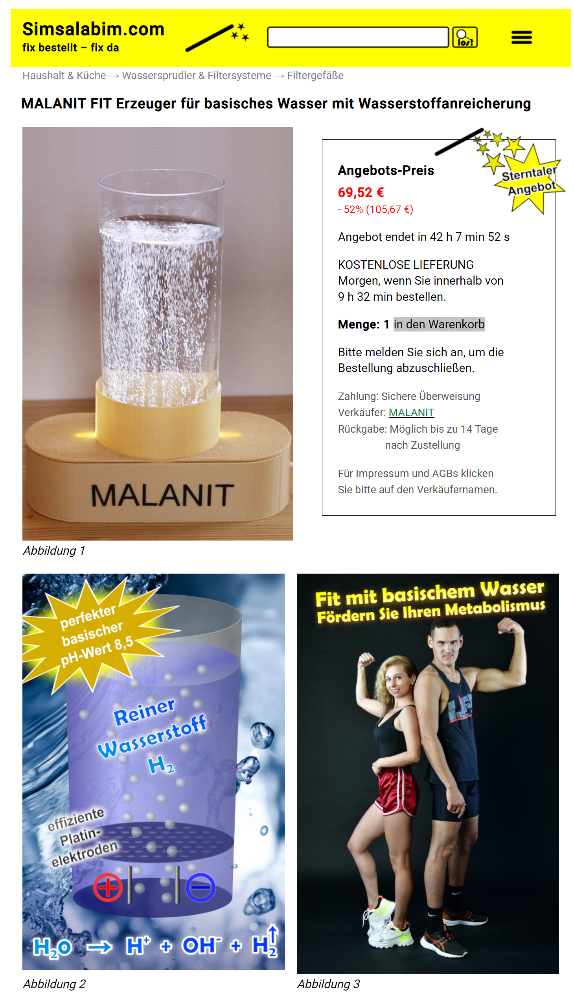 Simsalabim.com
fix bestellt – fix da
los!
Haushalt & Küche → Wassersprudler & Filtersysteme → Filtergefäße
MALANIT FIT Erzeuger für basisches Wasser mit Wasserstoffanreicherung
Sterntaler
Angebot
Angebots-Preis
69,52 €
- 52% (105,67 €)
Angebot endet in 42 h 7 min 52 s
KOSTENLOSE LIEFERUNG
Morgen, wenn Sie innerhalb von
9 h 32 min bestellen.
Menge: 1 in den Warenkorb
Bitte melden Sie sich an, um die
Bestellung abzuschließen.
Zahlung: Sichere Überweisung
Verkäufer: MALANIT
Rückgabe: Möglich bis zu 14 Tage
nach Zustellung
Für Impressum und AGBs klicken
Sie bitte auf den Verkäufernamen.
MALANIT
Abbildung 1
perfekter
basischer
pH-Wert 8,5
Reiner
Wasserstoff
H₂
effiziente
Platin-
elektroden
H₂O → H⁺ + OH⁻ + H₂↑
Abbildung 2
Fit mit basischem Wasser
Fördern Sie Ihren Metabolismus
Abbildung 3